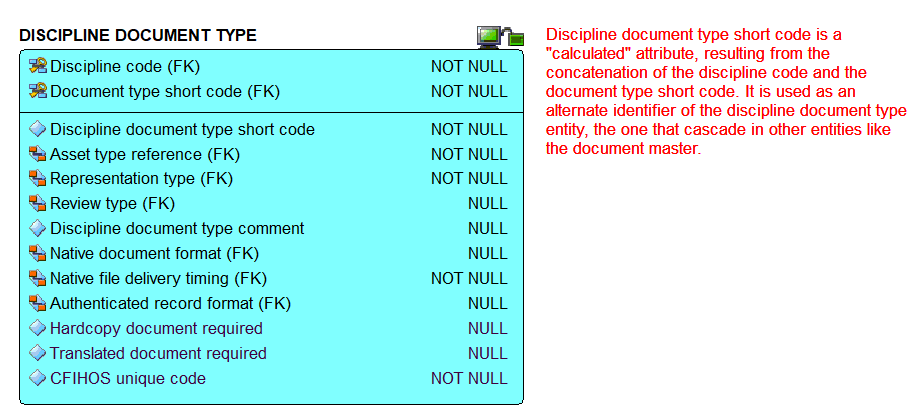 DISCIPLINE DOCUMENT TYPE
Discipline code (FK) NOT NULL
Document type short code (FK) NOT NULL
Discipline document type short code NOT NULL
Asset type reference (FK) NOT NULL
Representation type (FK) NOT NULL
Review type (FK) NULL
Discipline document type comment NULL
Native document format (FK) NULL
Native file delivery timing (FK) NOT NULL
Authenticated record format (FK) NULL
Hardcopy document required NULL
Translated document required NULL
CFIHOS unique code NOT NULL
Discipline document type short code is a
"calculated" attribute, resulting from the
concatenation of the discipline code and the
document type short code. It is used as an
alternate identifier of the discipline document type
entity, the one that cascade in other entities like
the document master.